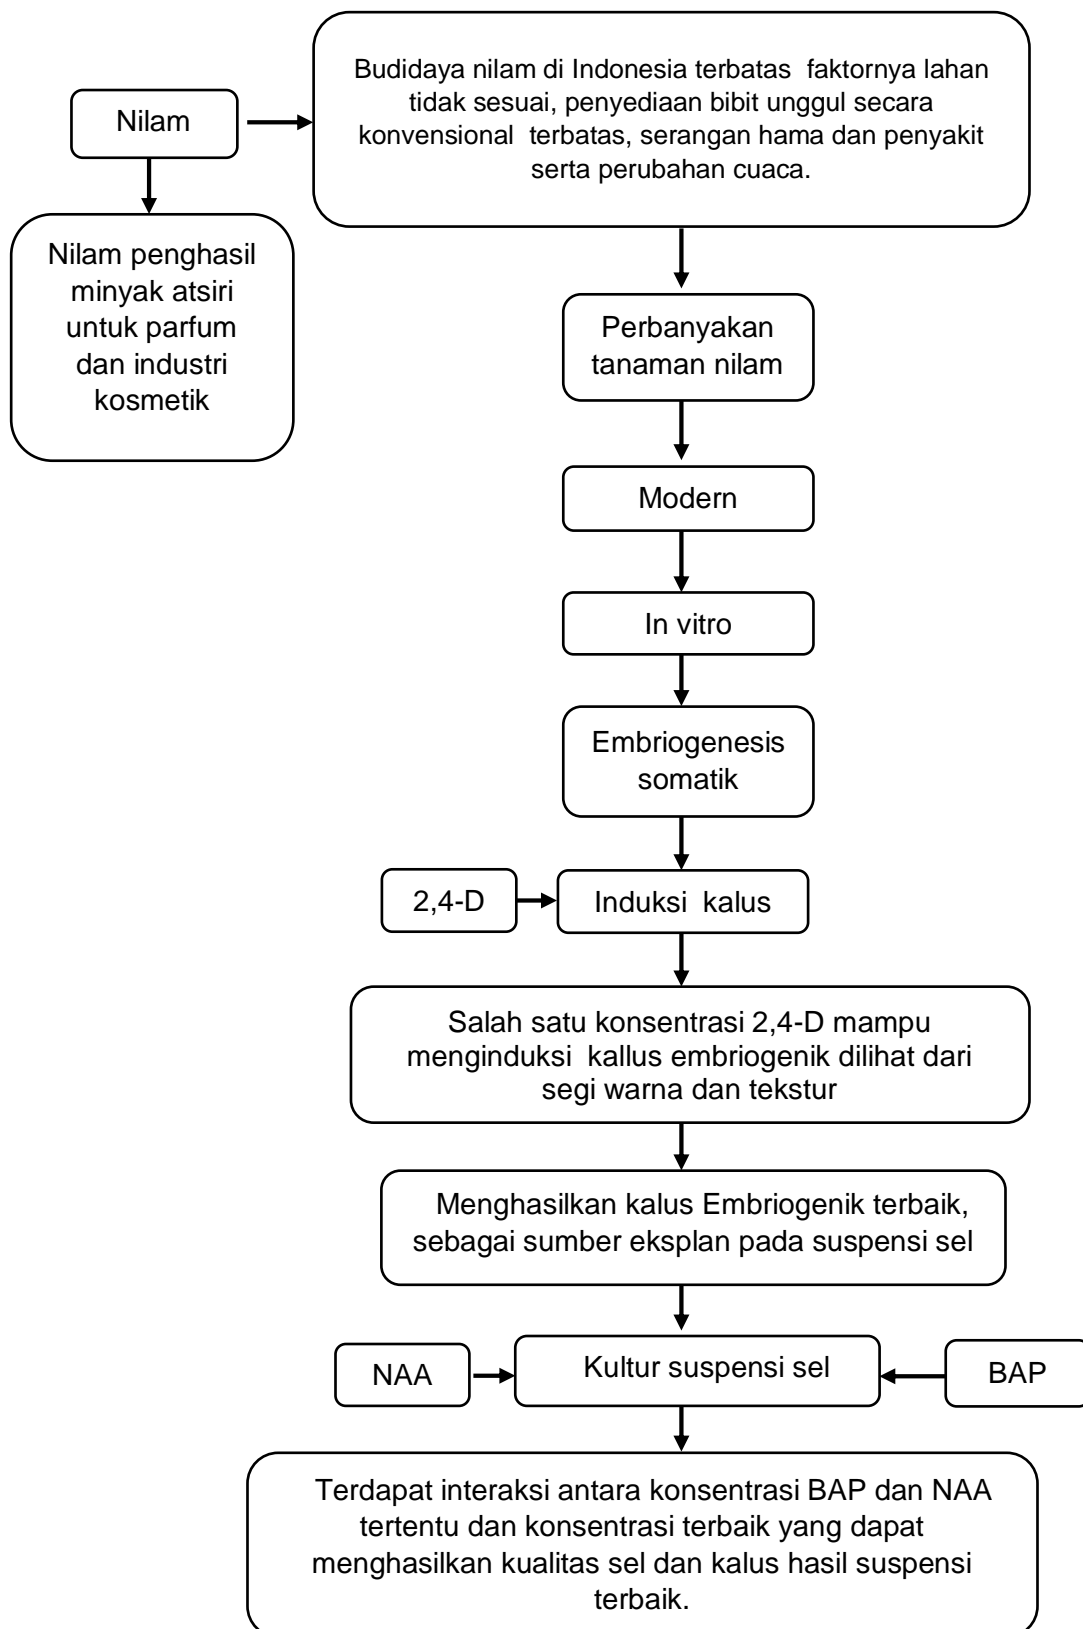 Budidaya nilam di Indonesia terbatas faktornya lahan
tidak sesuai, penyediaan bibit unggul secara
konvensional terbatas, serangan hama dan penyakit
serta perubahan cuaca.
Nilam
Nilam penghasil
minyak atsiri
untuk parfum
dan industri
kosmetik
Perbanyakan
tanaman nilam
Modern
In vitro
Embriogenesis
somatik
2,4-D
Induksi kalus
Salah satu konsentrasi 2,4-D mampu
menginduksi kallus embriogenik dilihat dari
segi warna dan tekstur
Menghasilkan kalus Embriogenik terbaik,
sebagai sumber eksplan pada suspensi sel
NAA
Kultur suspensi sel
BAP
Terdapat interaksi antara konsentrasi BAP dan NAA
tertentu dan konsentrasi terbaik yang dapat
menghasilkan kualitas sel dan kalus hasil suspensi
terbaik.